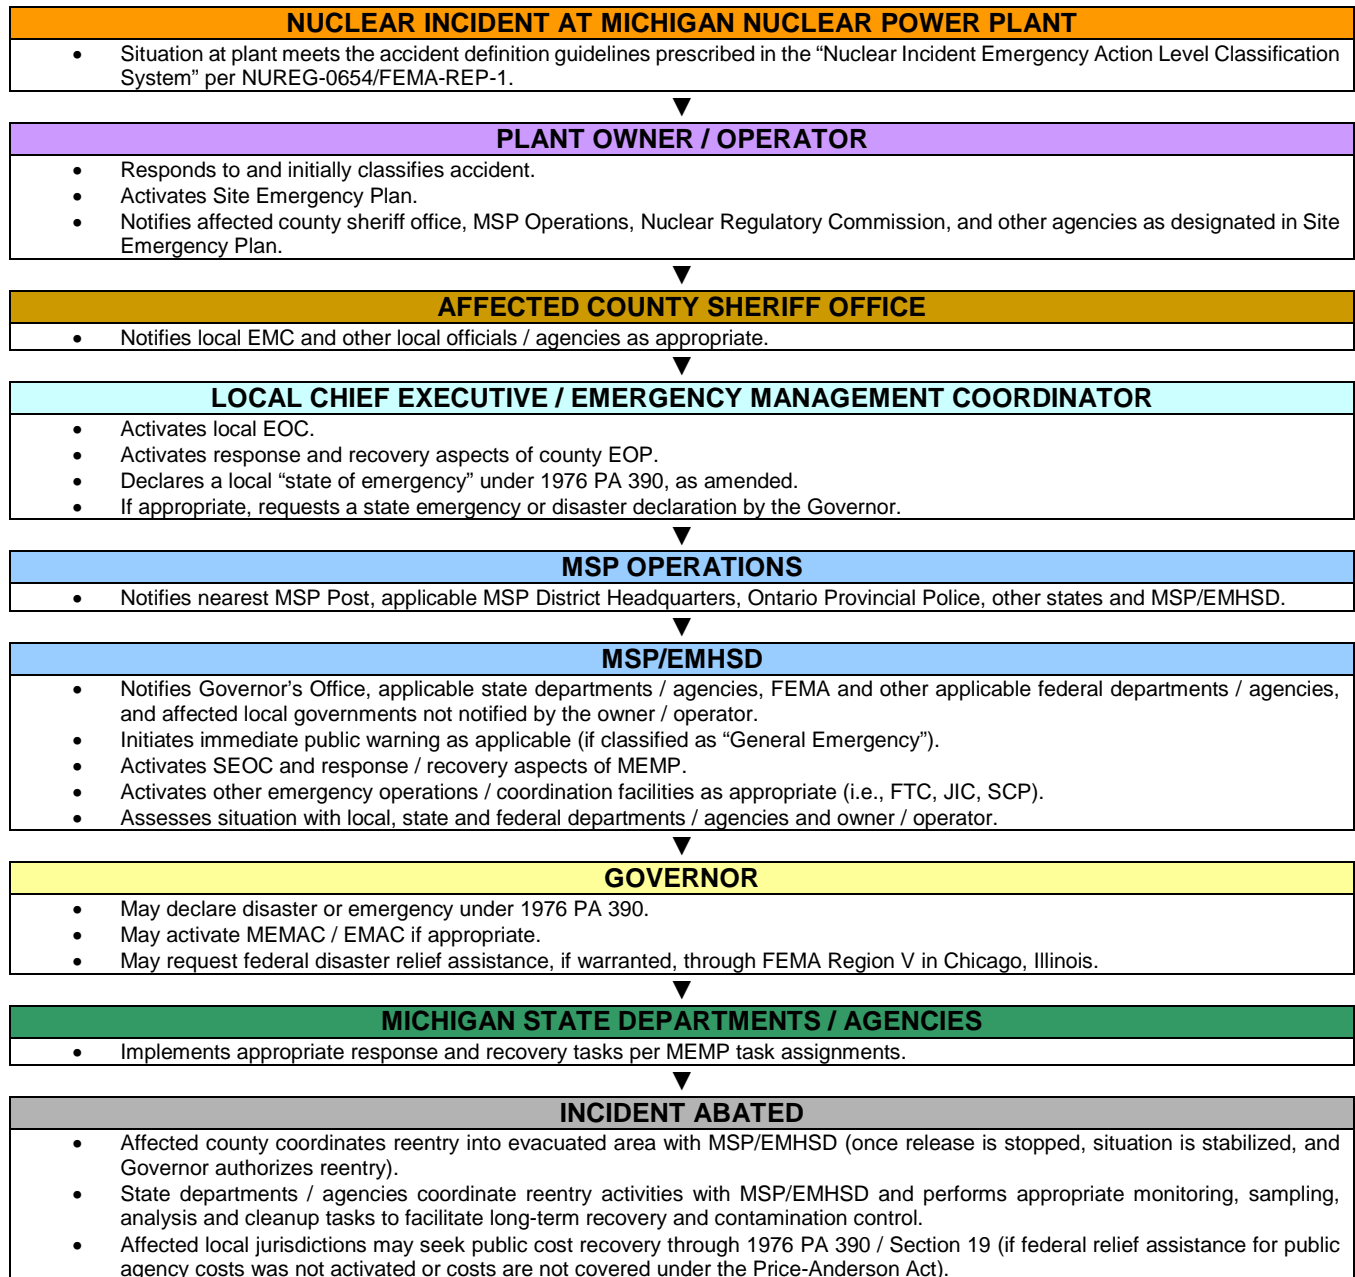 NUCLEAR INCIDENT AT MICHIGAN NUCLEAR POWER PLANT
• Situation at plant meets the accident definition guidelines prescribed in the “Nuclear Incident Emergency Action Level Classification
System” per NUREG-0654/FEMA-REP-1.
▼
PLANT OWNER / OPERATOR
• Responds to and initially classifies accident.
• Activates Site Emergency Plan.
• Notifies affected county sheriff office, MSP Operations, Nuclear Regulatory Commission, and other agencies as designated in Site
Emergency Plan.
▼
AFFECTED COUNTY SHERIFF OFFICE
• Notifies local EMC and other local officials / agencies as appropriate.
▼
LOCAL CHIEF EXECUTIVE / EMERGENCY MANAGEMENT COORDINATOR
• Activates local EOC.
• Activates response and recovery aspects of county EOP.
• Declares a local “state of emergency” under 1976 PA 390, as amended.
• If appropriate, requests a state emergency or disaster declaration by the Governor.
▼
MSP OPERATIONS
• Notifies nearest MSP Post, applicable MSP District Headquarters, Ontario Provincial Police, other states and MSP/EMHSD.
▼
MSP/EMHSD
• Notifies Governor’s Office, applicable state departments / agencies, FEMA and other applicable federal departments / agencies,
and affected local governments not notified by the owner / operator.
• Initiates immediate public warning as applicable (if classified as “General Emergency”).
• Activates SEOC and response / recovery aspects of MEMP.
• Activates other emergency operations / coordination facilities as appropriate (i.e., FTC, JIC, SCP).
• Assesses situation with local, state and federal departments / agencies and owner / operator.
▼
GOVERNOR
• May declare disaster or emergency under 1976 PA 390.
• May activate MEMAC / EMAC if appropriate.
• May request federal disaster relief assistance, if warranted, through FEMA Region V in Chicago, Illinois.
▼
MICHIGAN STATE DEPARTMENTS / AGENCIES
• Implements appropriate response and recovery tasks per MEMP task assignments.
▼
INCIDENT ABATED
• Affected county coordinates reentry into evacuated area with MSP/EMHSD (once release is stopped, situation is stabilized, and
Governor authorizes reentry).
• State departments / agencies coordinate reentry activities with MSP/EMHSD and performs appropriate monitoring, sampling,
analysis and cleanup tasks to facilitate long-term recovery and contamination control.
• Affected local jurisdictions may seek public cost recovery through 1976 PA 390 / Section 19 (if federal relief assistance for public
agency costs was not activated or costs are not covered under the Price-Anderson Act).